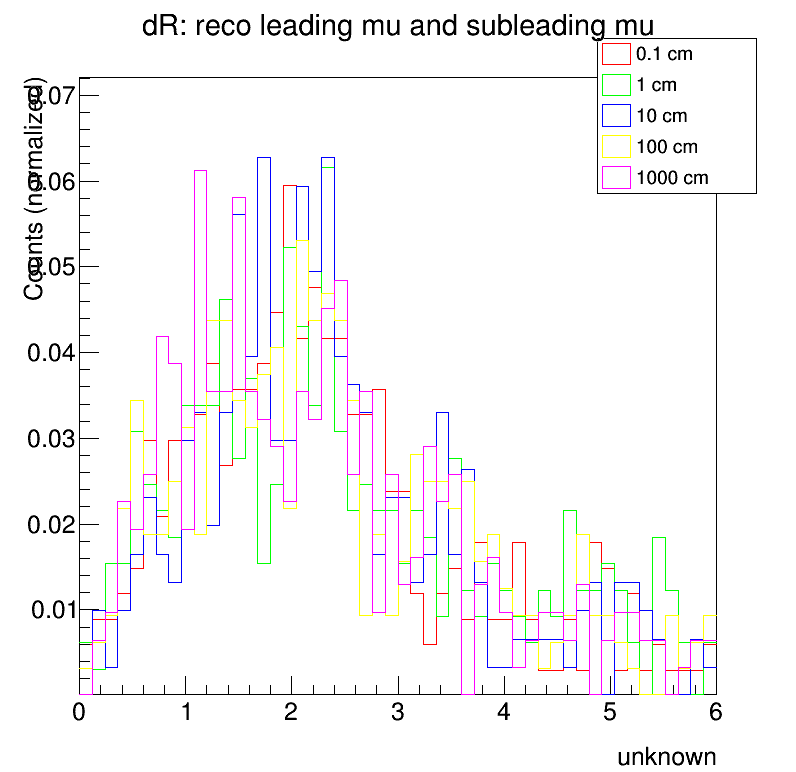 dR: reco leading mu and subleading mu
0.1 cm
1 cm
10 cm
100 cm
1000 cm
Counts (normalized)
0.07
0.06
0.05
0.04
0.03
0.02
0.01
0 1 2 3 4 5 6
unknown